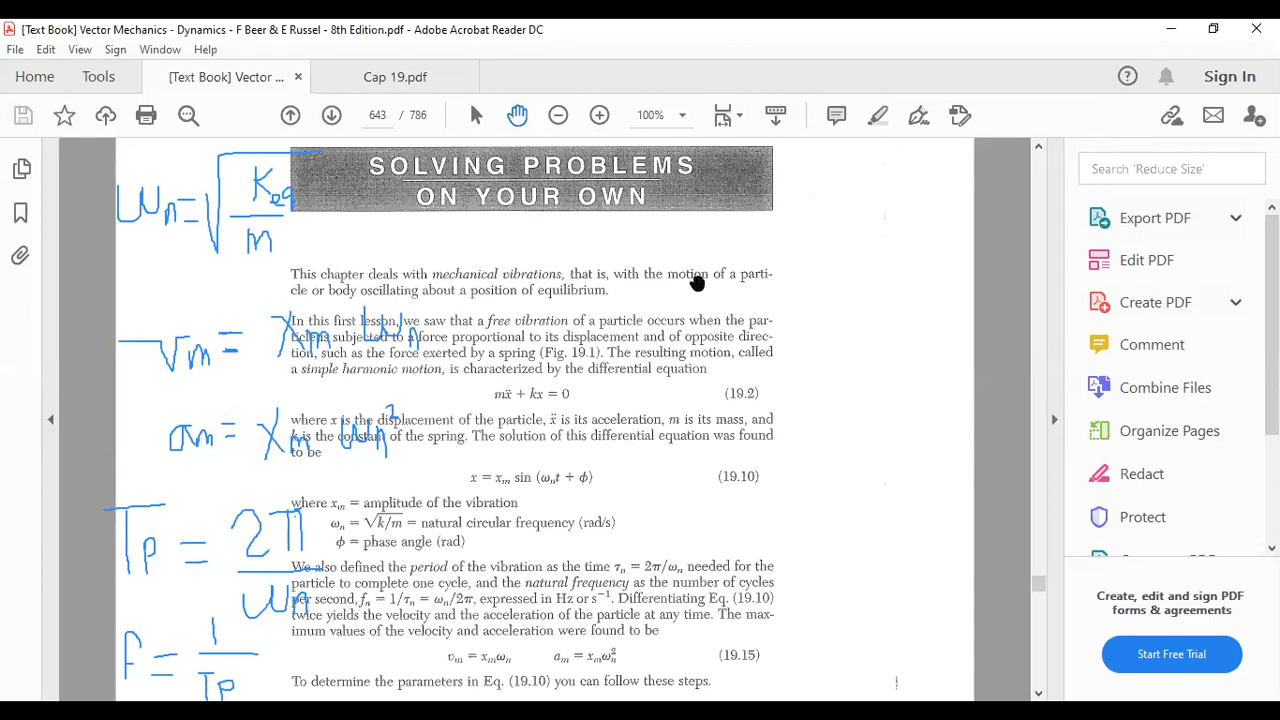 [Text Book] Vector Mechanics - Dynamics - F Beer & E Russel - 8th Edition.pdf - Adobe Acrobat Reader DC
File Edit View Sign Window Help
Home Tools [Text Book] Vector ... × Cap 19.pdf Sign In
643 / 786 100%
SOLVING PROBLEMS
ON YOUR OWN
ωn = √Keq/m
This chapter deals with mechanical vibrations, that is, with the motion of a parti-
cle or body oscillating about a position of equilibrium.
In this first lesson, we saw that a free vibration of a particle occurs when the par-
ticle is subjected to a force proportional to its displacement and of opposite direc-
tion, such as the force exerted by a spring (Fig. 19.1). The resulting motion, called
a simple harmonic motion, is characterized by the differential equation
Vm = Xm ωn
mẍ + kx = 0 (19.2)
where x is the displacement of the particle, ẍ is its acceleration, m is its mass, and
k is the constant of the spring. The solution of this differential equation was found
to be
am = Xm ωn²
x = xm sin (ωnt + φ) (19.10)
where xm = amplitude of the vibration
ωn = √k/m = natural circular frequency (rad/s)
φ = phase angle (rad)
Tp = 2π/ωn
We also defined the period of the vibration as the time τn = 2π/ωn needed for the
particle to complete one cycle, and the natural frequency as the number of cycles
per second, fn = 1/τn = ωn/2π, expressed in Hz or s⁻¹. Differentiating Eq. (19.10)
twice yields the velocity and the acceleration of the particle at any time. The max-
imum values of the velocity and acceleration were found to be
f = 1/Tp
vm = xmωn am = xmωn² (19.15)
To determine the parameters in Eq. (19.10) you can follow these steps.
Search 'Reduce Size'
Export PDF
Edit PDF
Create PDF
Comment
Combine Files
Organize Pages
Redact
Protect
Create, edit and sign PDF
forms & agreements
Start Free Trial